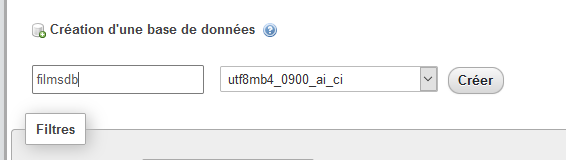 Création d'une base de données
filmsdb
utf8mb4_0900_ai_ci
Créer
Filtres